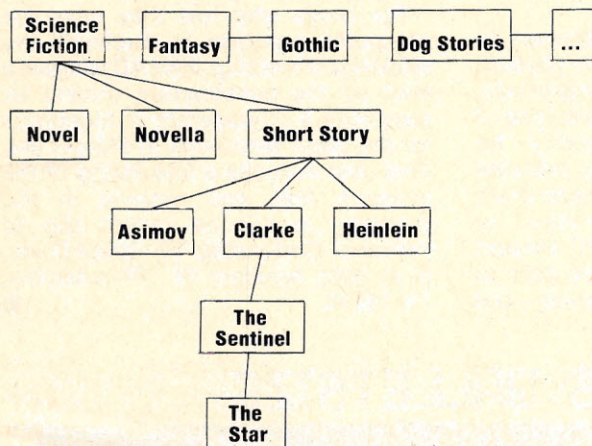 Science
Fiction
Fantasy
Gothic
Dog Stories
...
Novel
Novella
Short Story
Asimov
Clarke
Heinlein
The
Sentinel
The
Star